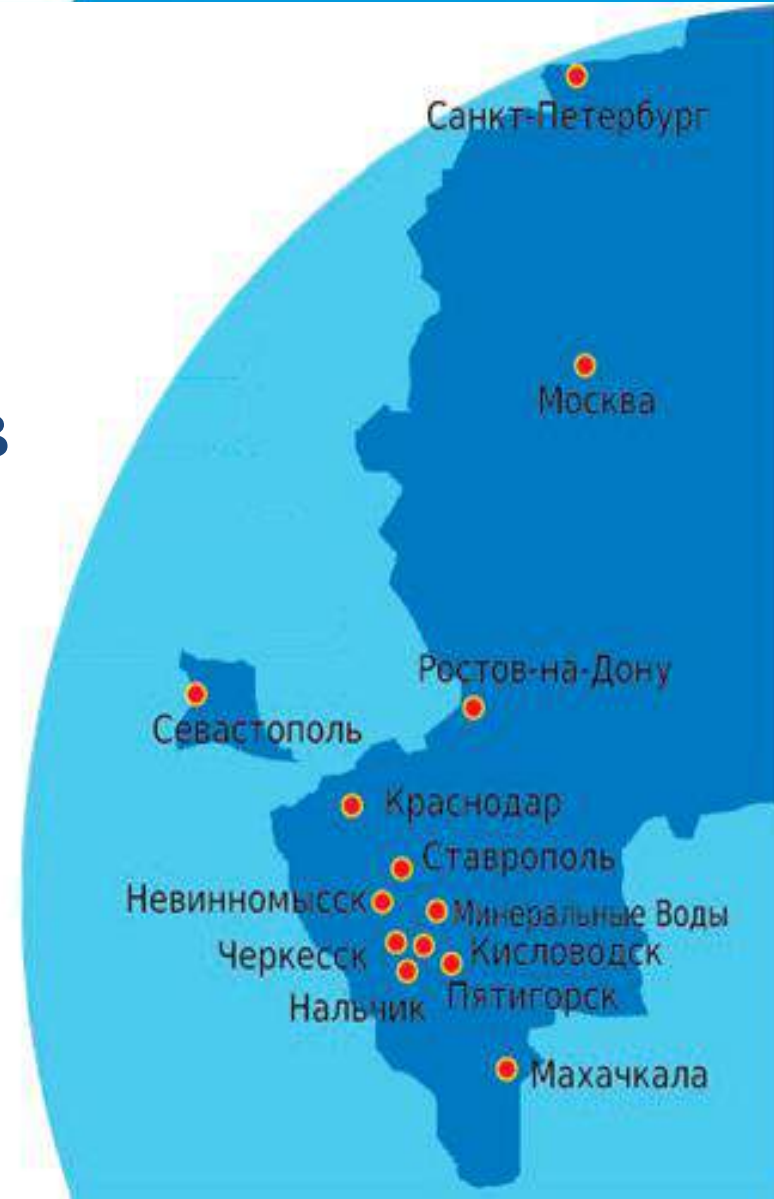 Санкт-Петербург
Москва
в
Ростов-на-Дону
Севастополь
Краснодар
Ставрополь
Невинномысск
Минеральные Воды
Черкесск
Кисловодск
Нальчик
Пятигорск
Махачкала